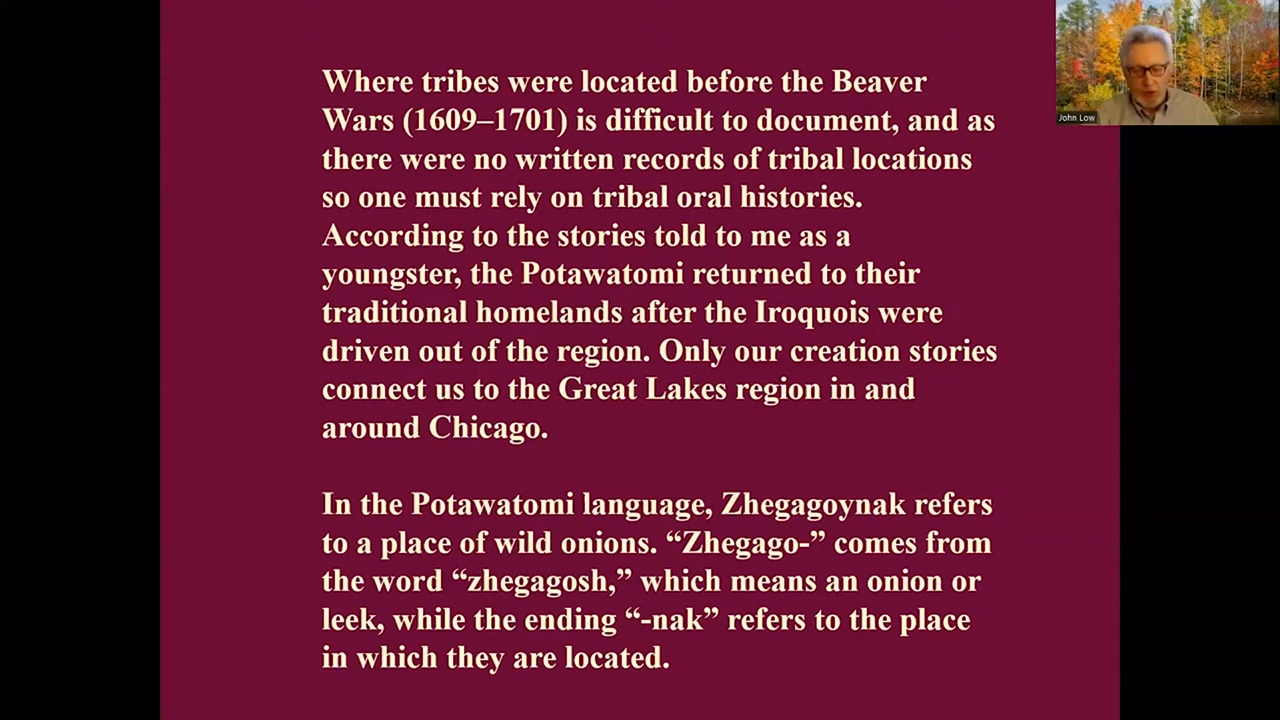 Where tribes were located before the Beaver
Wars (1609–1701) is difficult to document, and as
there were no written records of tribal locations
so one must rely on tribal oral histories.
According to the stories told to me as a
youngster, the Potawatomi returned to their
traditional homelands after the Iroquois were
driven out of the region. Only our creation stories
connect us to the Great Lakes region in and
around Chicago.
In the Potawatomi language, Zhegagoynak refers
to a place of wild onions. “Zhegago-” comes from
the word “zhegagosh,” which means an onion or
leek, while the ending “-nak” refers to the place
in which they are located.
John Low